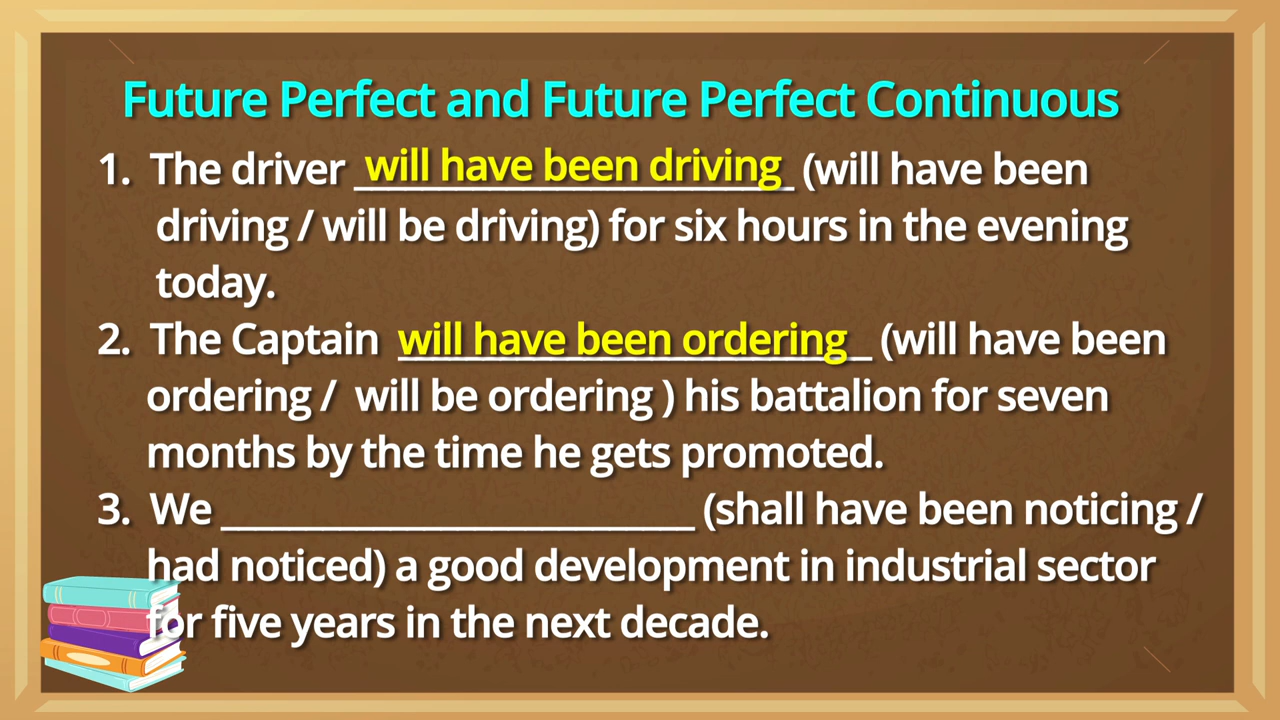 Future Perfect and Future Perfect Continuous
1. The driver will have been driving (will have been
driving / will be driving) for six hours in the evening
today.
2. The Captain will have been ordering (will have been
ordering / will be ordering ) his battalion for seven
months by the time he gets promoted.
3. We ______________________ (shall have been noticing /
had noticed) a good development in industrial sector
for five years in the next decade.